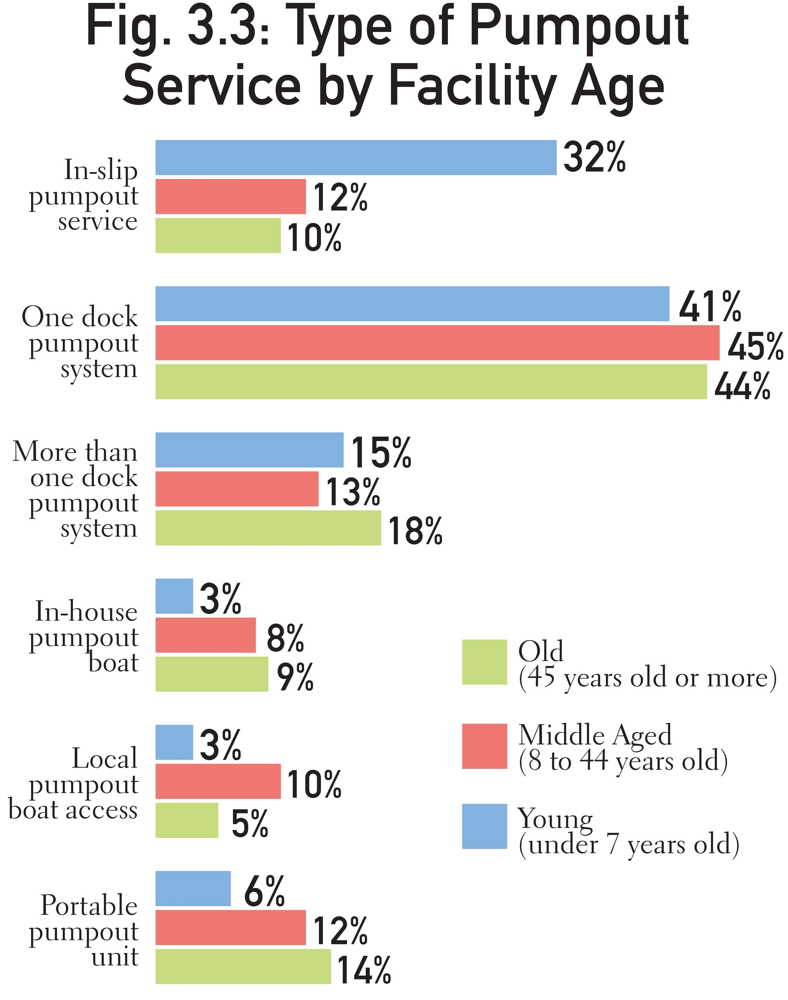 Fig. 3.3: Type of Pumpout
Service by Facility Age
In-slip
pumpout
service
32%
12%
10%
One dock
pumpout
system
41%
45%
44%
More than
one dock
pumpout
system
15%
13%
18%
In-house
pumpout
boat
3%
8%
9%
Local
pumpout
boat access
3%
10%
5%
Portable
pumpout
unit
6%
12%
14%
Old
(45 years old or more)
Middle Aged
(8 to 44 years old)
Young
(under 7 years old)